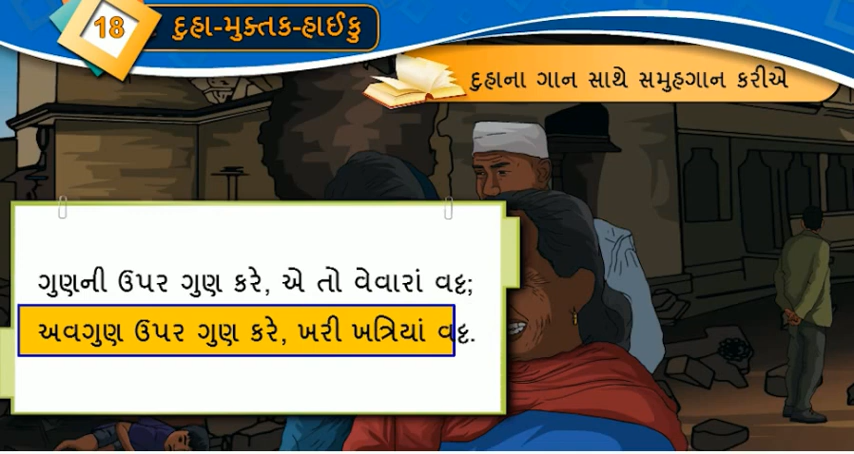 18
દુહા-મુક્તક-હાઈકુ
દુહાના ગાન સાથે સમુહગાન કરીએ
ગુણની ઉપર ગુણ કરે, એ તો વેવારાં વટ્ટ;
અવગુણ ઉપર ગુણ કરે, ખરી ખત્રિયાં વટ્ટ.